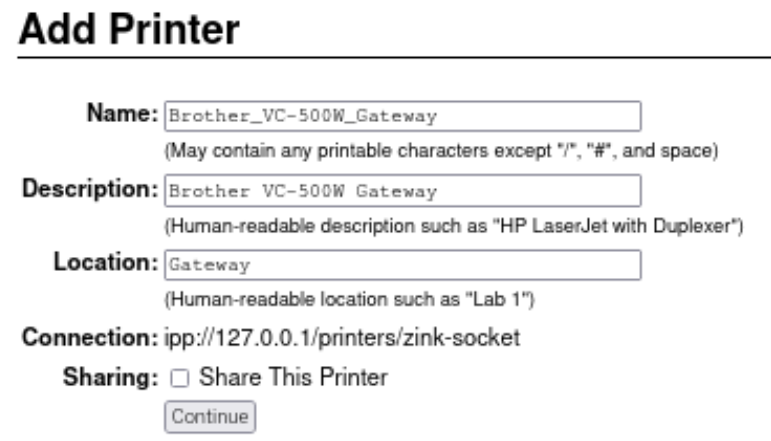 Add Printer
Name: Brother_VC-500W_Gateway
(May contain any printable characters except "/", "#", and space)
Description: Brother VC-500W Gateway
(Human-readable description such as "HP LaserJet with Duplexer")
Location: Gateway
(Human-readable location such as "Lab 1")
Connection: ipp://127.0.0.1/printers/zink-socket
Sharing: Share This Printer
Continue